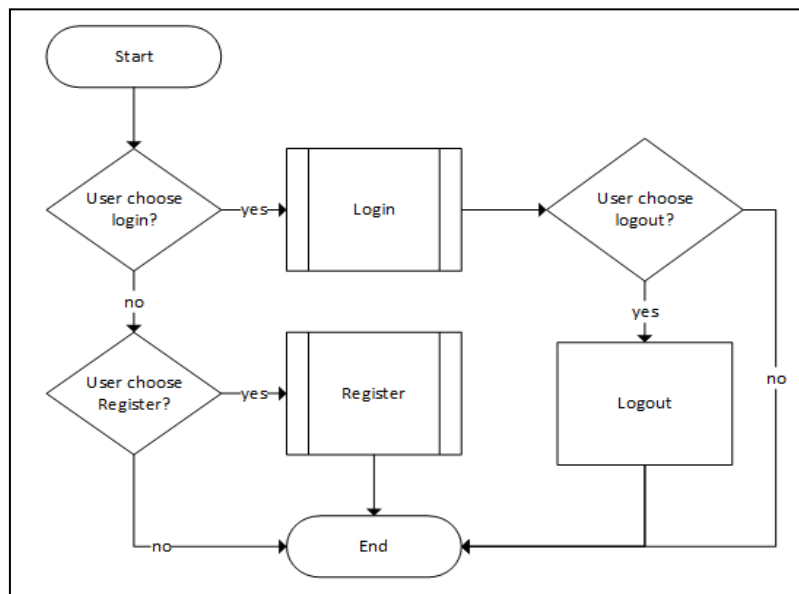 Start
User choose
login?
yes
Login
User choose
logout?
no
yes
User choose
Register?
yes
Register
Logout
no
no
End